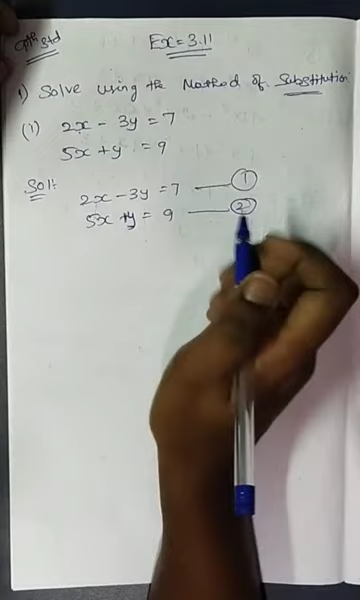 9th Std
Ex = 3.11
1) Solve using the Method of Substitution
(1) 2x - 3y = 7
5x + y = 9
Sol:
2x - 3y = 7 — ①
5x + y = 9 — ②